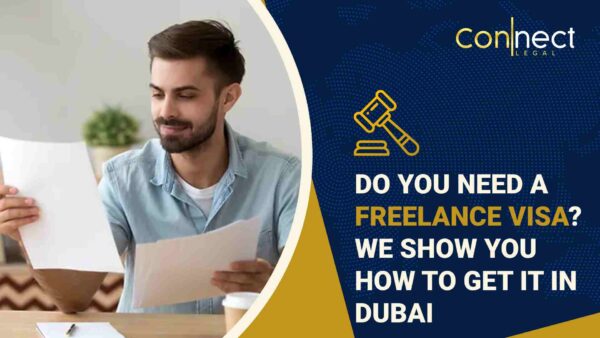 Connect
LEGAL
DO YOU NEED A
FREELANCE VISA?
WE SHOW YOU
HOW TO GET IT IN
DUBAI